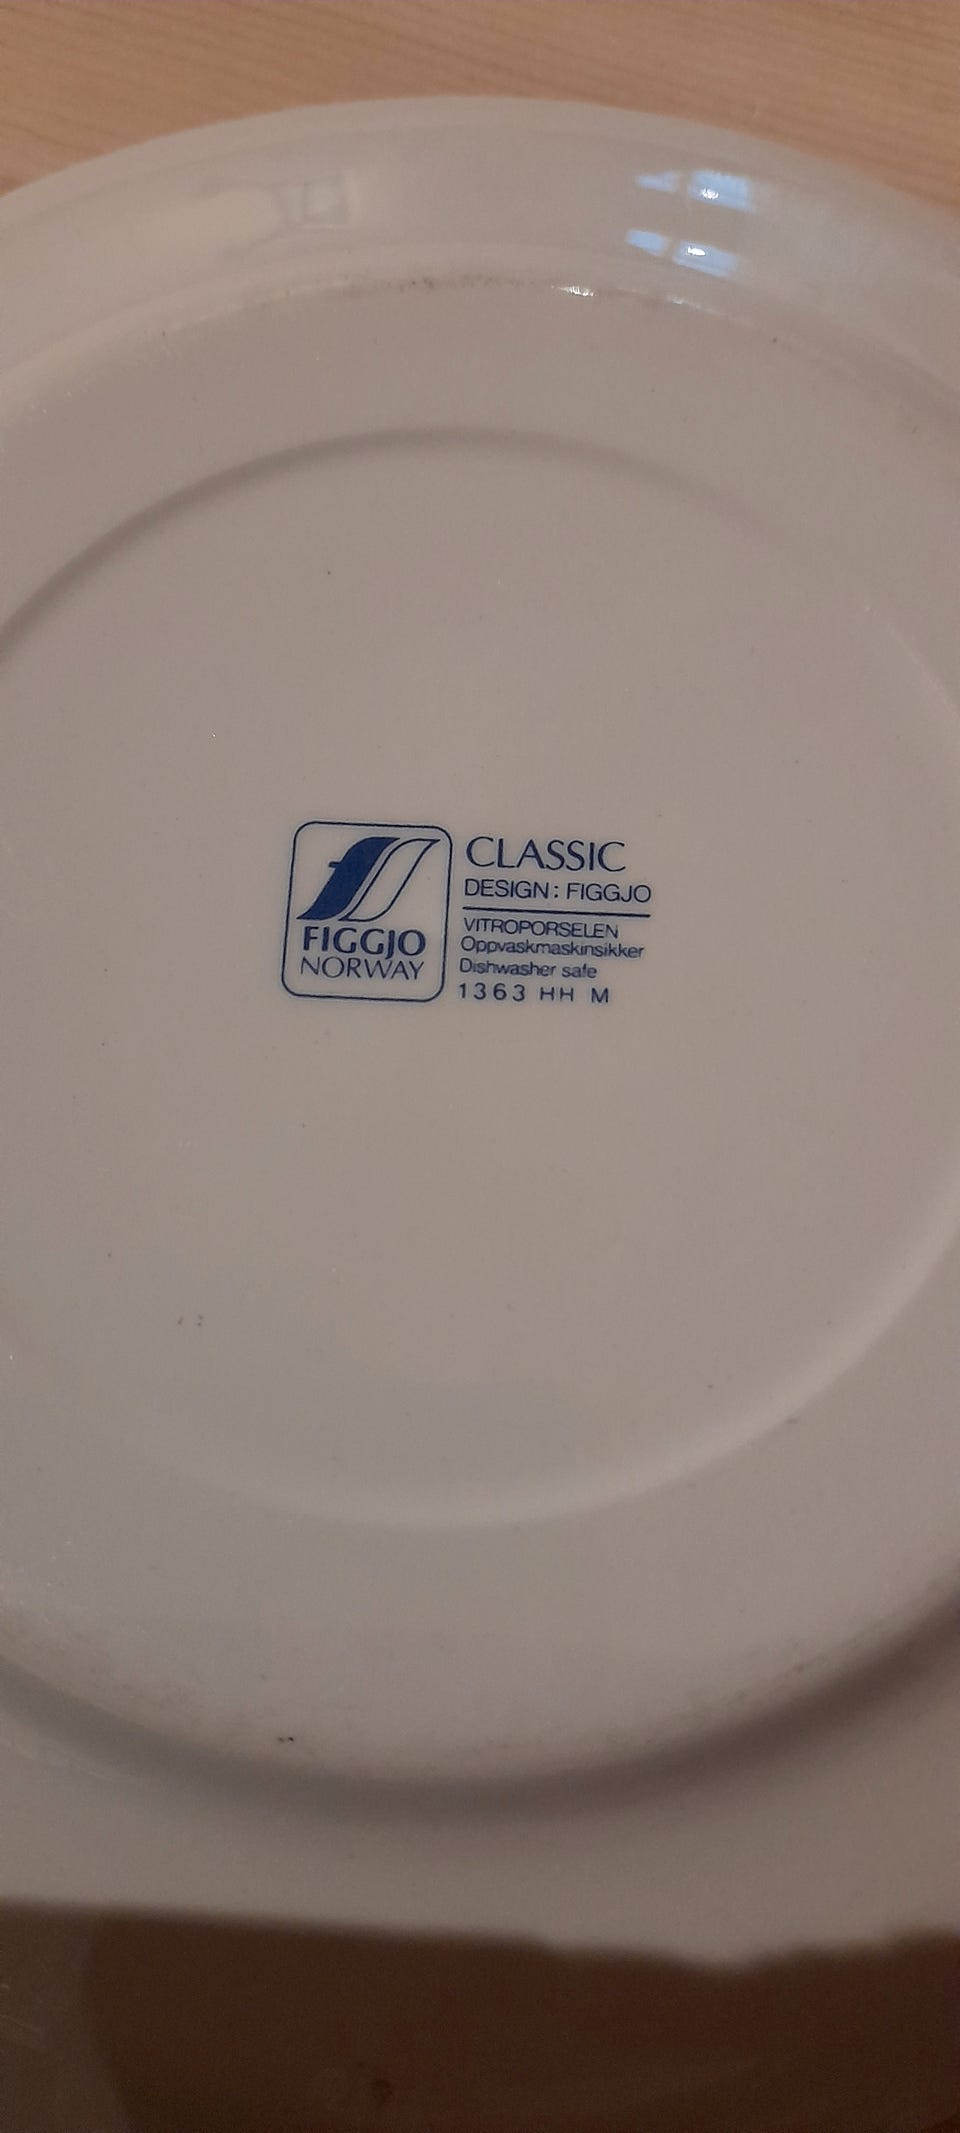 FIGGJO
NORWAY
CLASSIC
DESIGN: FIGGJO
VITROPORSELEN
Oppvaskmaskinsikker
Dishwasher safe
1363 HH M